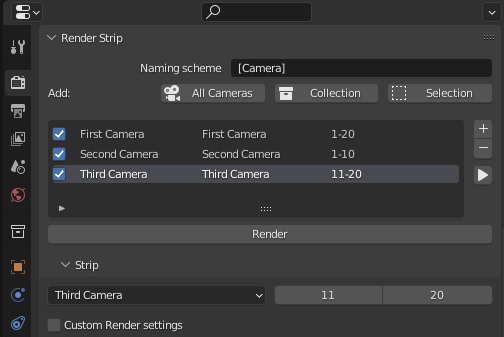 Render Strip
Naming scheme [Camera]
Add: All Cameras Collection Selection
First Camera First Camera 1-20
Second Camera Second Camera 1-10
Third Camera Third Camera 11-20
Render
Strip
Third Camera 11 20
Custom Render settings